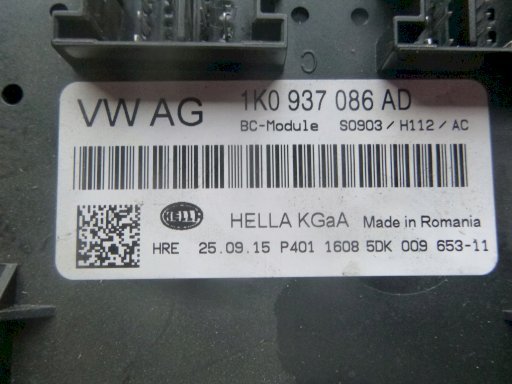 VW AG 1K0 937 086 AD
BC-Module S0903 / H112 / AC
HELLA HELLA KGaA Made in Romania
HRE 25.09.15 P401 1608 5DK 009 653-11